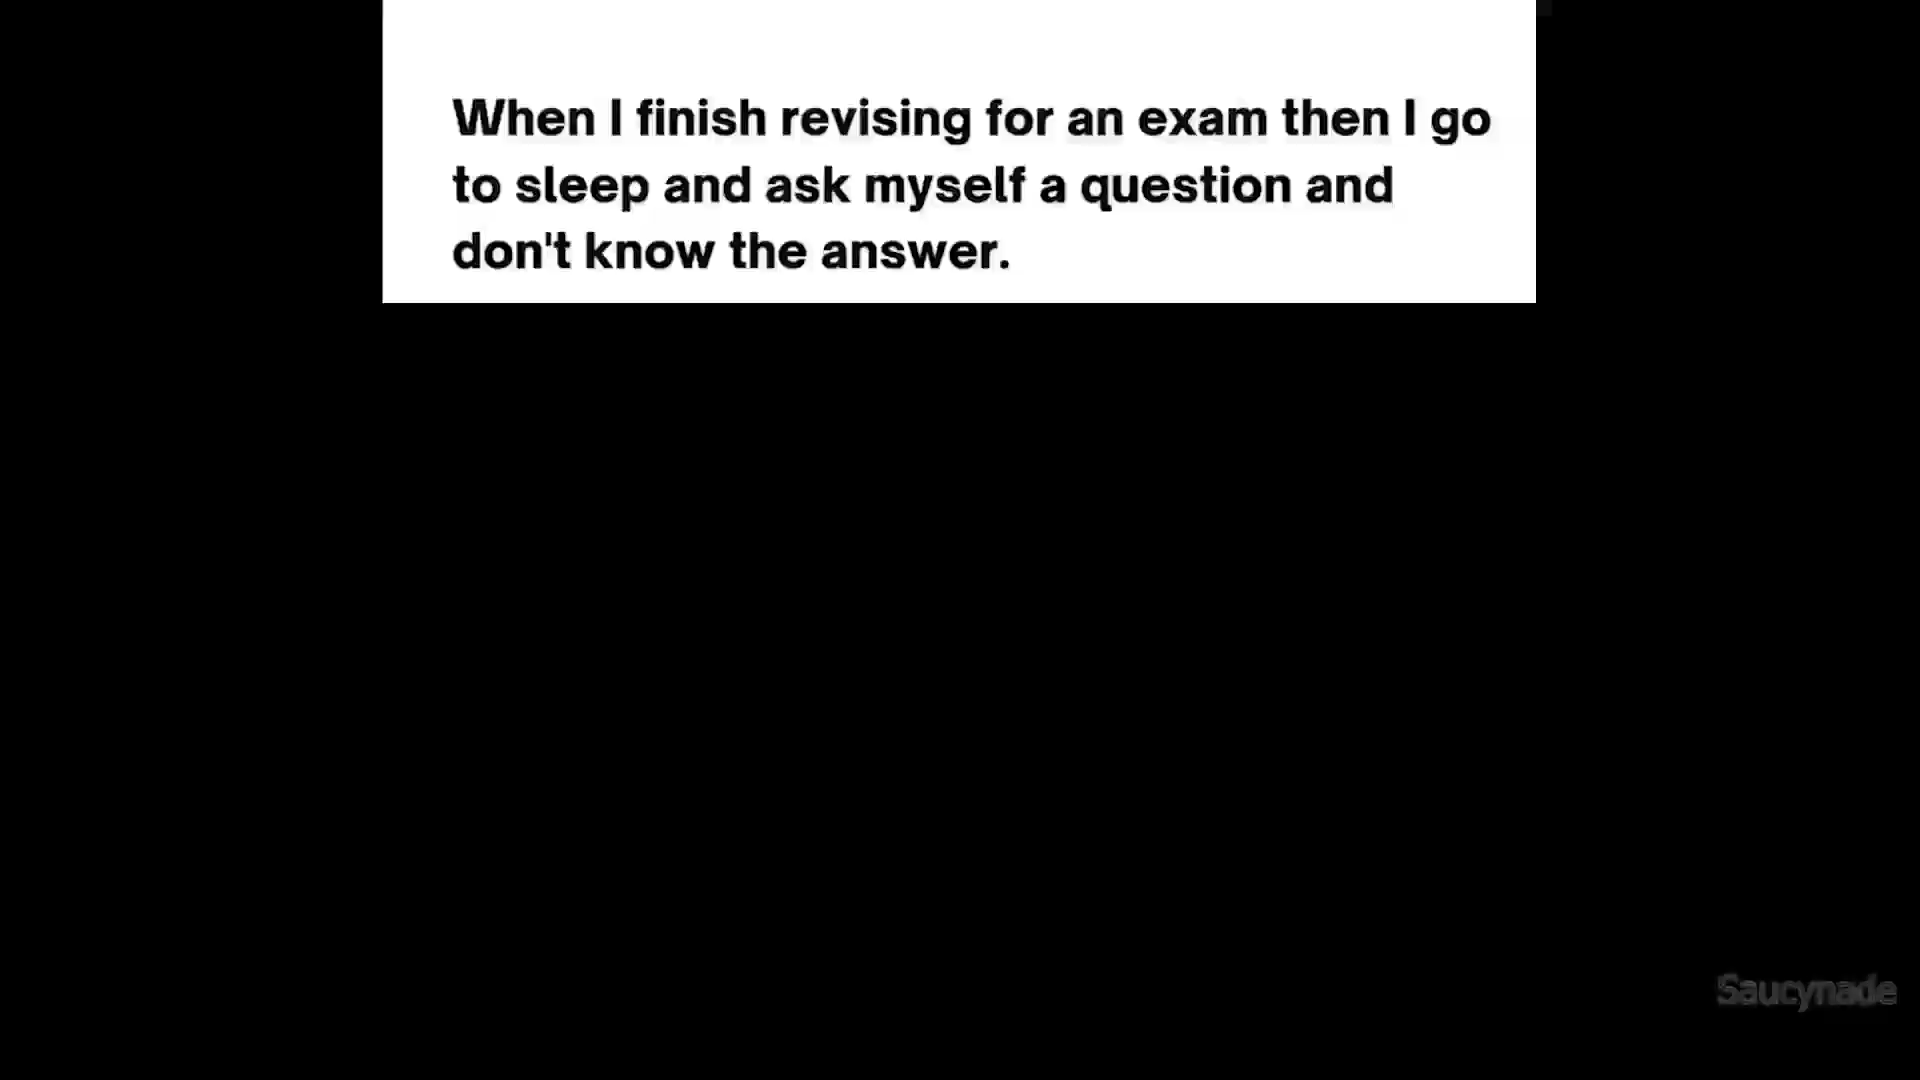 When I finish revising for an exam then I go
to sleep and ask myself a question and
don't know the answer.
Saucynade